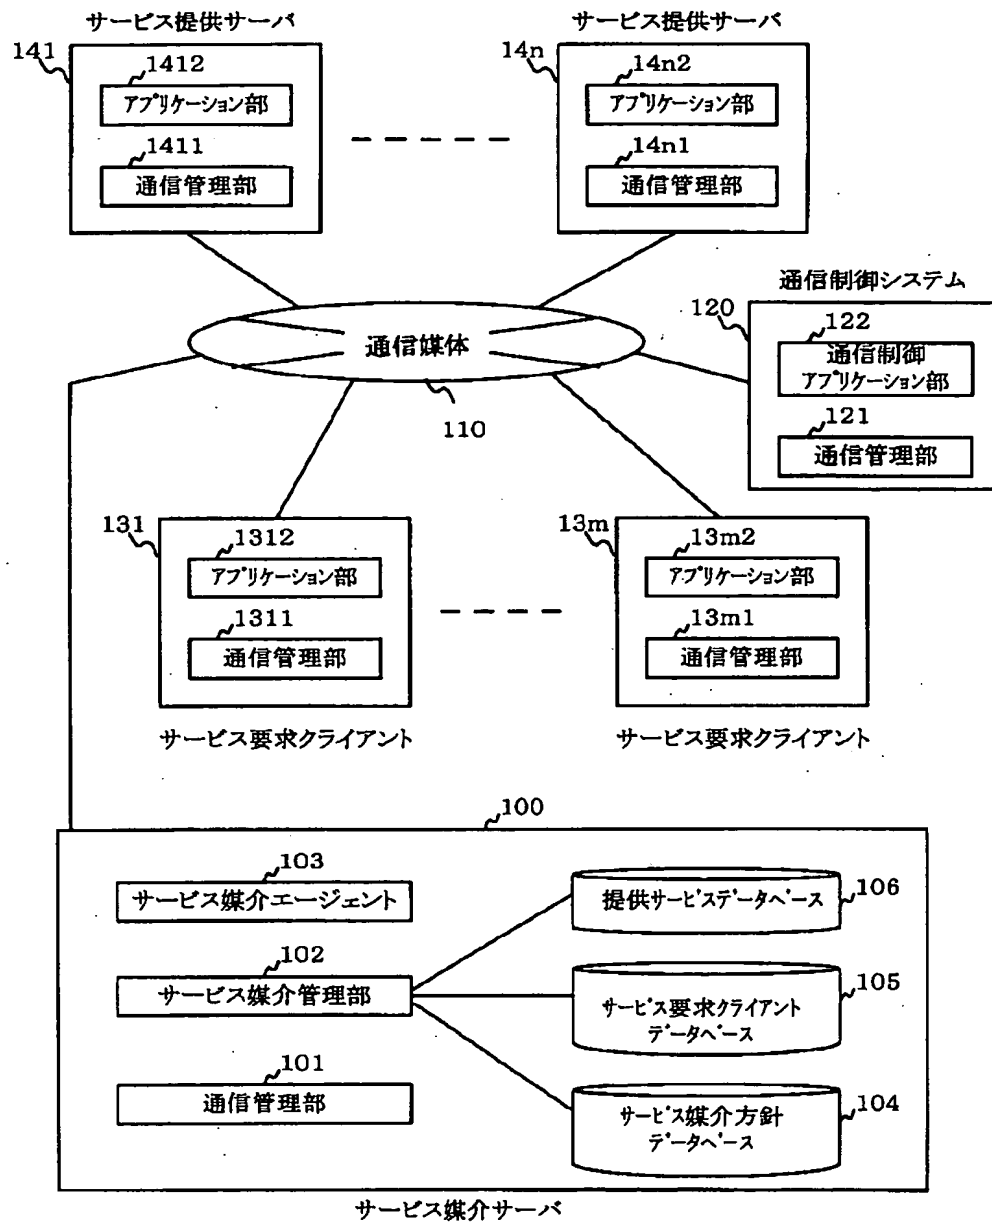 サービス提供サーバ
サービス提供サーバ
141
1412
アプリケーション部
1411
通信管理部
14n
14n2
アプリケーション部
14n1
通信管理部
通信媒体
110
通信制御システム
120
122
通信制御
アプリケーション部
121
通信管理部
131
1312
アプリケーション部
1311
通信管理部
サービス要求クライアント
13m
13m2
アプリケーション部
13m1
通信管理部
サービス要求クライアント
100
103
サービス媒介エージェント
102
サービス媒介管理部
101
通信管理部
提供サービスデータベース
106
サービス要求クライアント
データベース
105
サービス媒介方針
データベース
104
サービス媒介サーバ